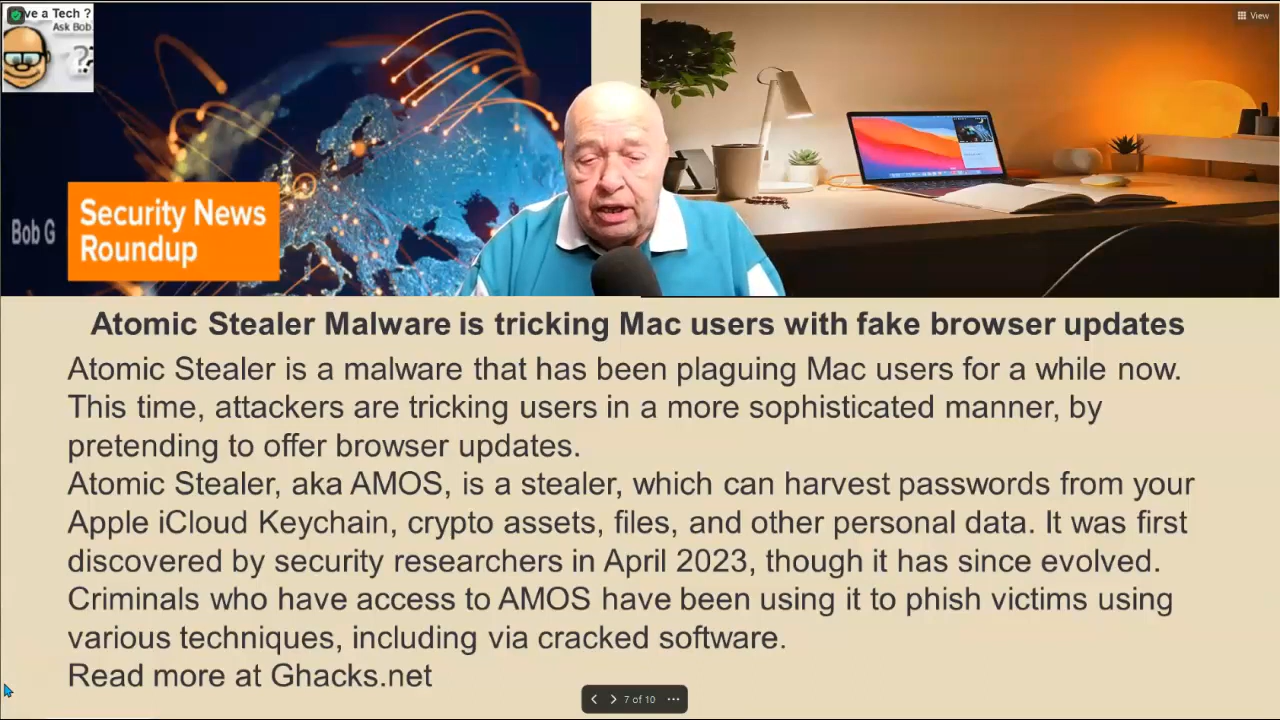 ve a Tech ?
Ask Bob.
??
View
Bob G
Security News
Roundup
Atomic Stealer Malware is tricking Mac users with fake browser updates
Atomic Stealer is a malware that has been plaguing Mac users for a while now.
This time, attackers are tricking users in a more sophisticated manner, by
pretending to offer browser updates.
Atomic Stealer, aka AMOS, is a stealer, which can harvest passwords from your
Apple iCloud Keychain, crypto assets, files, and other personal data. It was first
discovered by security researchers in April 2023, though it has since evolved.
Criminals who have access to AMOS have been using it to phish victims using
various techniques, including via cracked software.
Read more at Ghacks.net
7 of 10